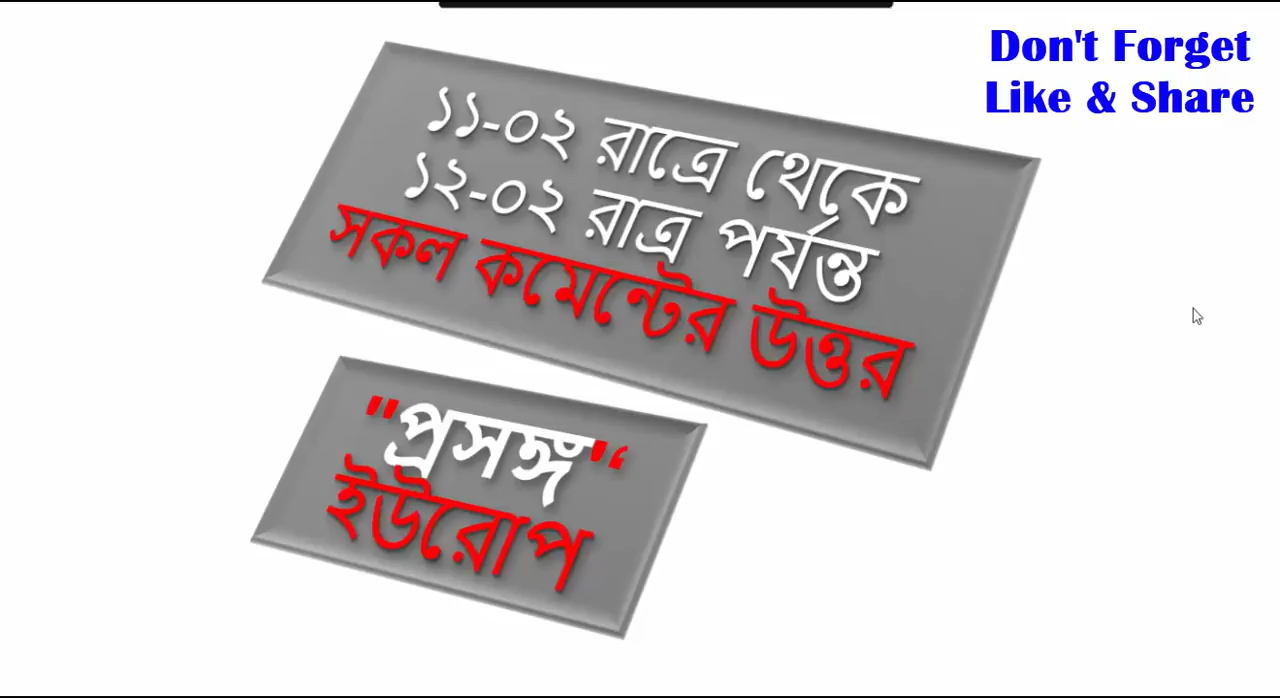 Don't Forget
Like & Share
১১-০২ রাত্রে থেকে
১২-০২ রাত্র পর্যন্ত
সকল কমেন্টের উত্তর
"প্রসঙ্গ“
ইউরোপ